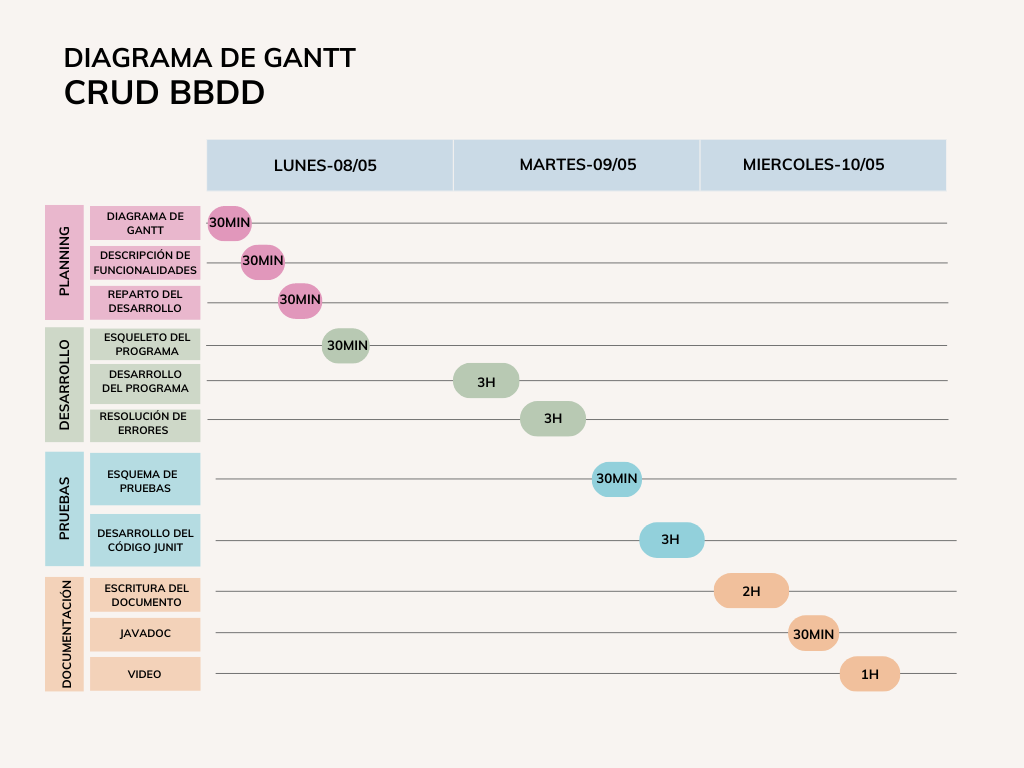 DIAGRAMA DE GANTT
CRUD BBDD
LUNES-08/05
MARTES-09/05
MIERCOLES-10/05
PLANNING
DIAGRAMA DE
GANTT
30MIN
DESCRIPCIÓN DE
FUNCIONALIDADES
30MIN
REPARTO DEL
DESARROLLO
30MIN
DESARROLLO
ESQUELETO DEL
PROGRAMA
30MIN
DESARROLLO
DEL PROGRAMA
3H
RESOLUCIÓN DE
ERRORES
3H
PRUEBAS
ESQUEMA DE
PRUEBAS
30MIN
DESARROLLO DEL
CÓDIGO JUNIT
3H
DOCUMENTACIÓN
ESCRITURA DEL
DOCUMENTO
2H
JAVADOC
30MIN
VIDEO
1H